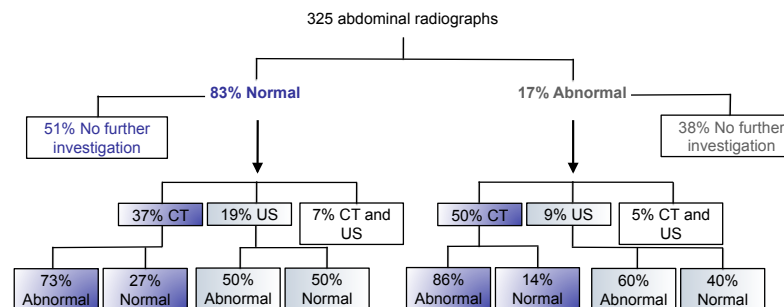 325 abdominal radiographs
83% Normal
17% Abnormal
51% No further
investigation
38% No further
investigation
37% CT
19% US
7% CT and
US
50% CT
9% US
5% CT and
US
73%
Abnormal
27%
Normal
50%
Abnormal
50%
Normal
86%
Abnormal
14%
Normal
60%
Abnormal
40%
Normal